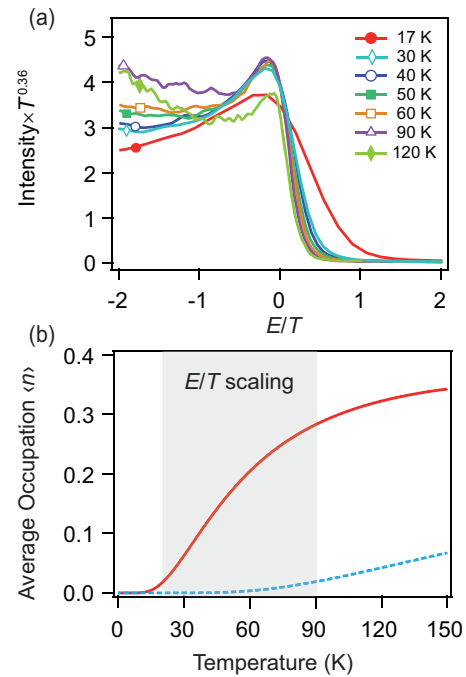 (a)
Intensity×T^0.36
5
4
3
2
1
0
17 K
30 K
40 K
50 K
60 K
90 K
120 K
-2
-1
0
1
2
E/T
(b)
Average Occupation ⟨n⟩
0.4
0.3
0.2
0.1
0.0
E/T scaling
0
30
60
90
120
150
Temperature (K)